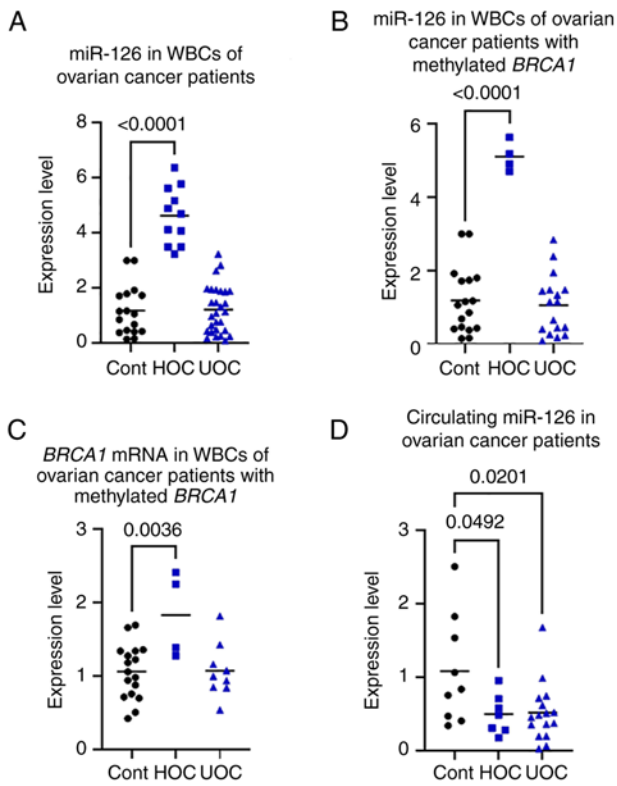 A
miR-126 in WBCs of
ovarian cancer patients
<0.0001
8
6
4
2
0
Expression level
Cont HOC UOC
B
miR-126 in WBCs of ovarian
cancer patients with
methylated BRCA1
<0.0001
6
4
2
0
Expression level
Cont HOC UOC
C
BRCA1 mRNA in WBCs of
ovarian cancer patients with
methylated BRCA1
0.0036
3
2
1
0
Expression level
Cont HOC UOC
D
Circulating miR-126 in
ovarian cancer patients
0.0201
0.0492
3
2
1
0
Expression level
Cont HOC UOC